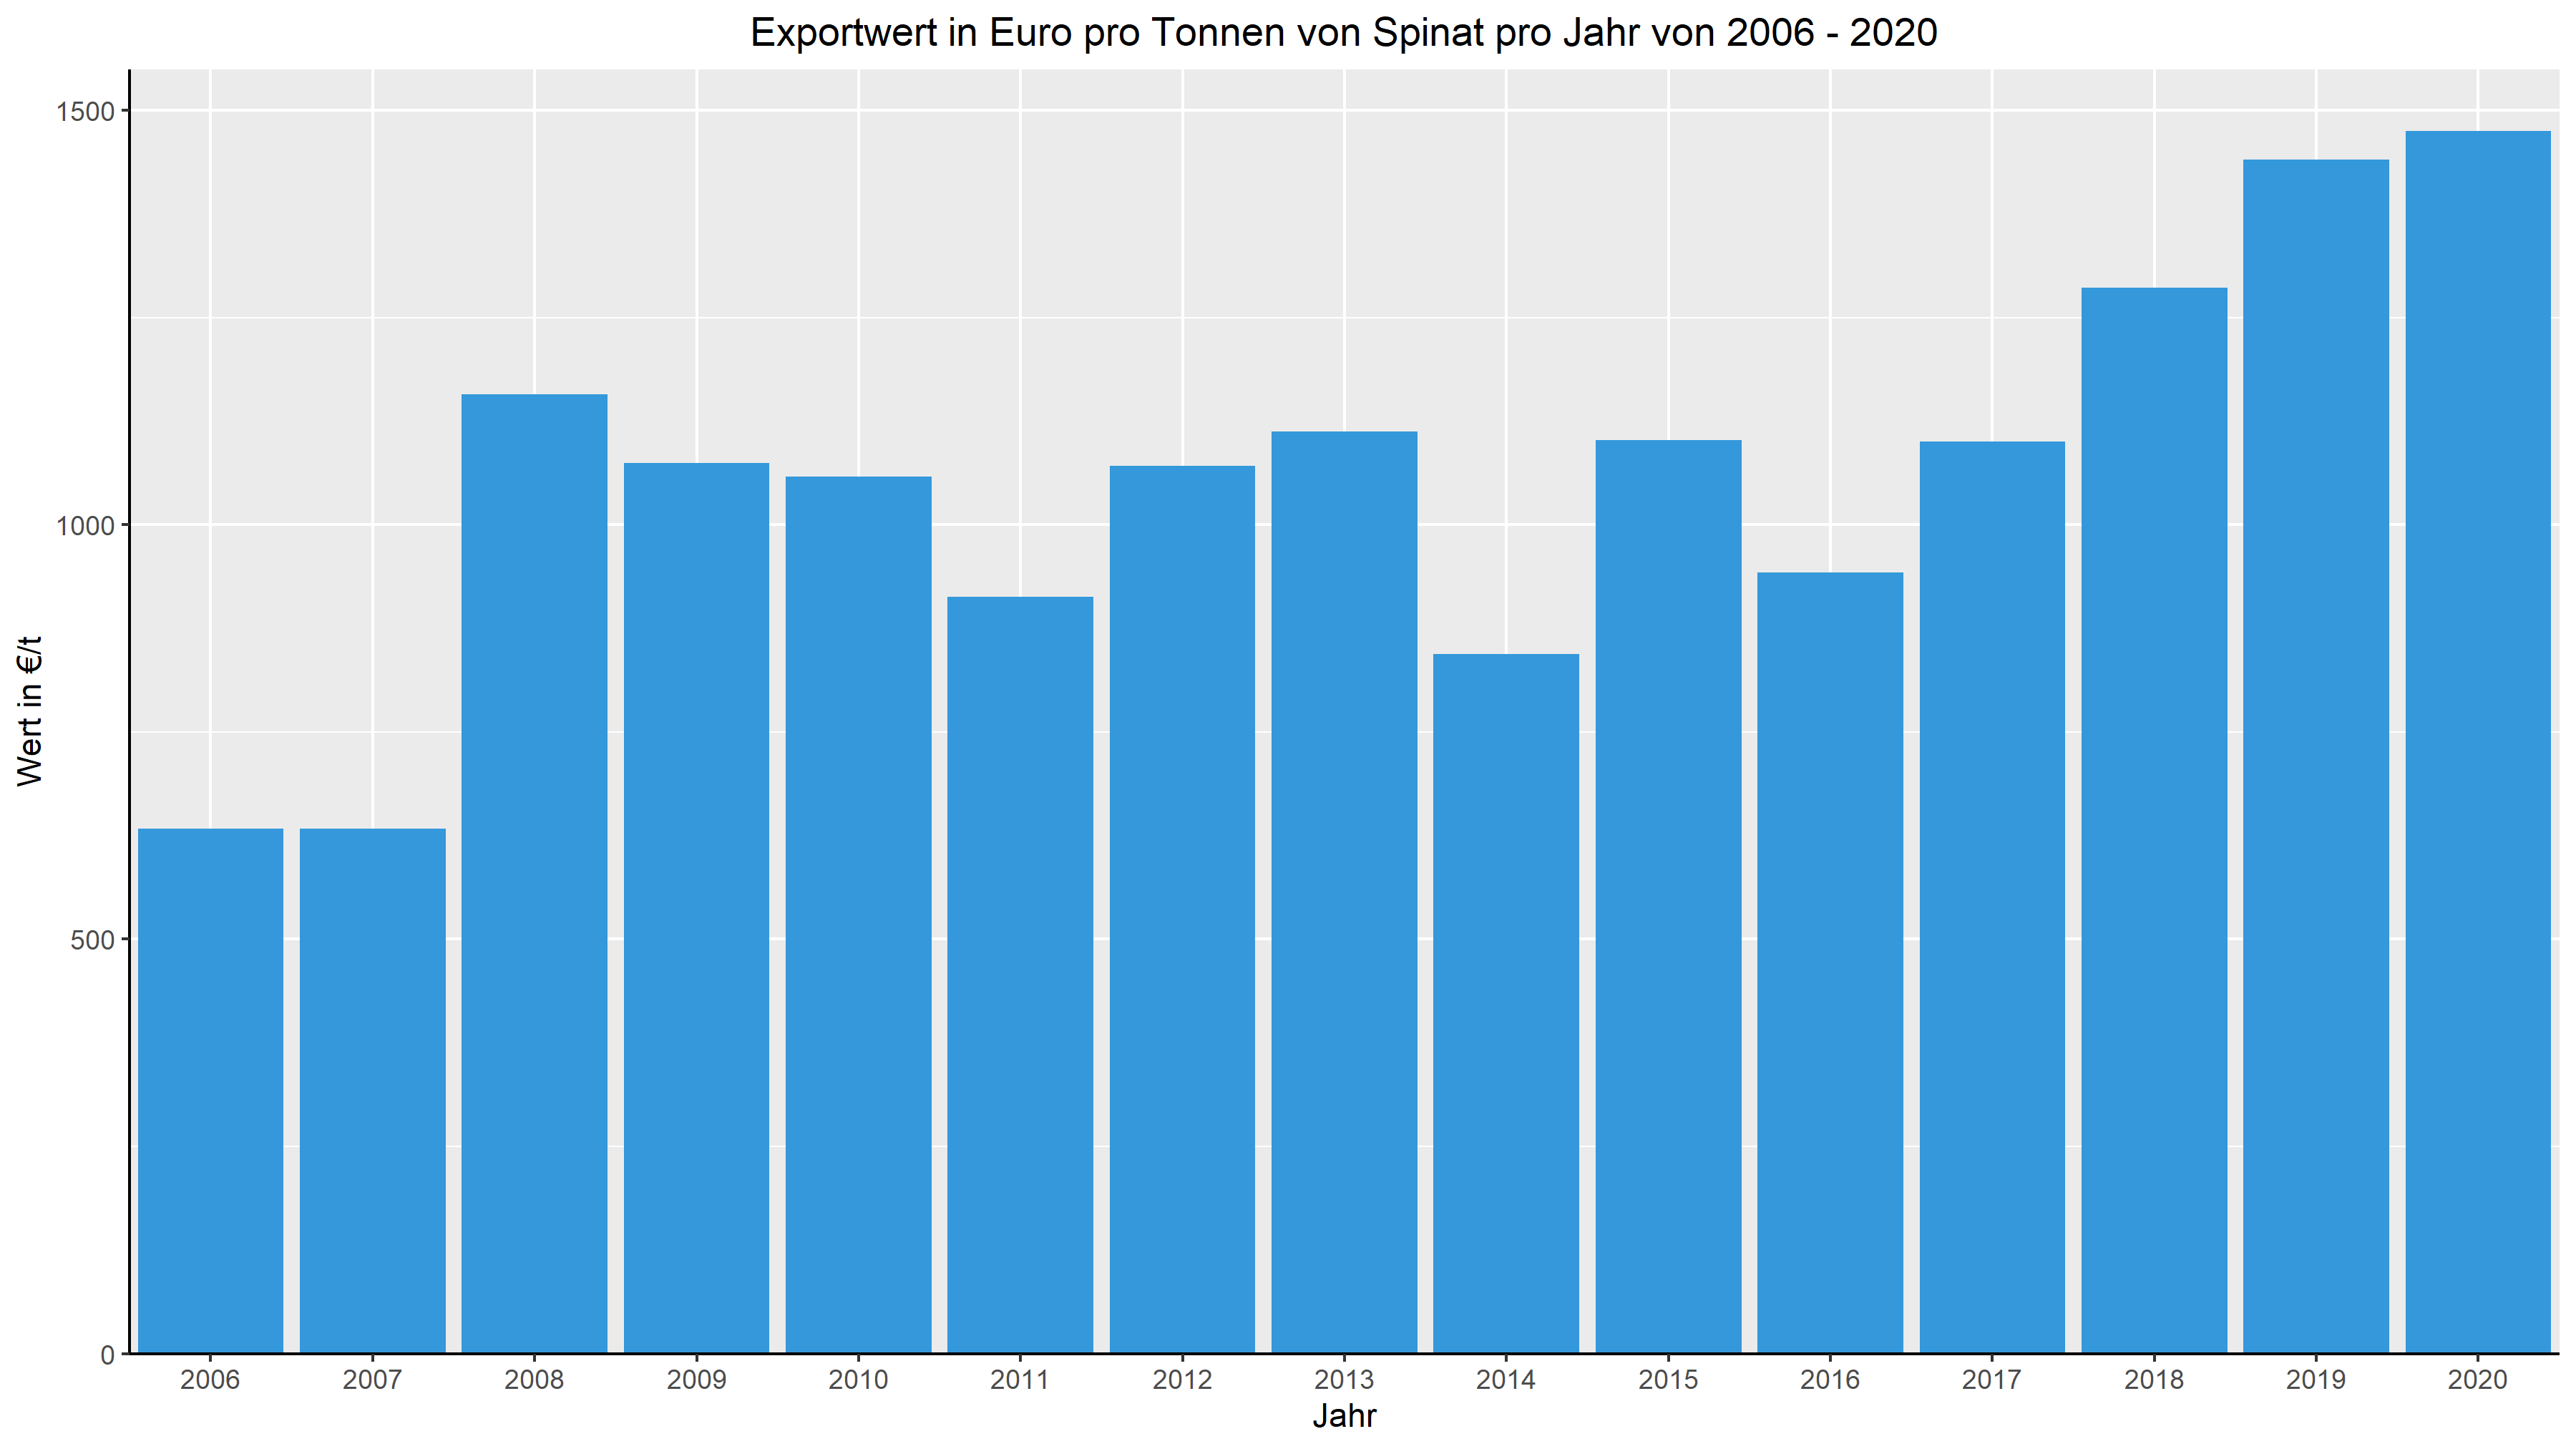 Exportwert in Euro pro Tonnen von Spinat pro Jahr von 2006 - 2020
Wert in €/t
1500
1000
500
0
2006 2007 2008 2009 2010 2011 2012 2013 2014 2015 2016 2017 2018 2019 2020
Jahr